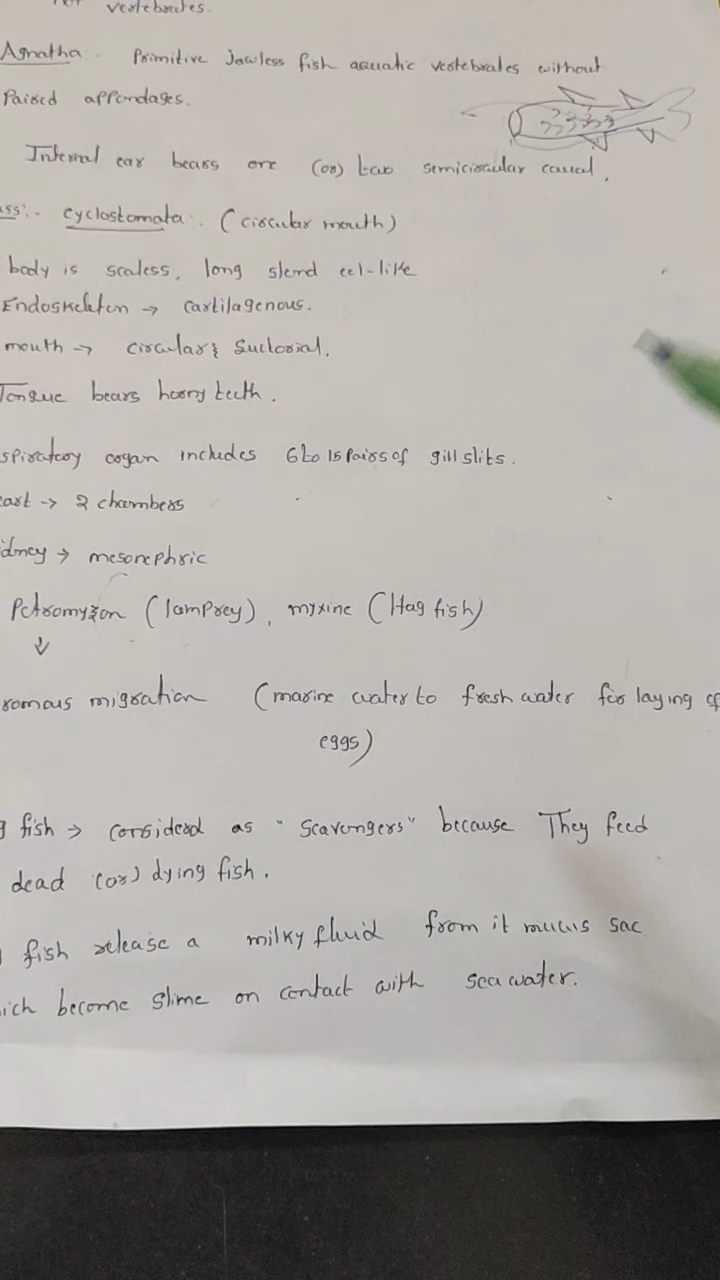 vertebrates.
Agnatha:. Primitive jawless fish aquatic vertebrates without
Paired appendages.
Internal ear bears one (or) two semicircular canal.
ass:- cyclostomata:. (circular mouth)
body is scaless, long slend eel-like
Endoskeleton → cartilagenous.
mouth → circular & suctorial.
Tongue bears horny teeth.
spiratory organ includes 6 to 15 pairs of gill slits.
eart → 2 chambers
idney → mesonephric
Petromyzon (lamprey), myxine (Hag fish)
↓
romous migration (marine water to fresh water for laying of
eggs)
g fish → considead as "scavengers" because They feed
dead (or) dying fish.
fish release a milky fluid from it mucus sac
ich become slime on contact with sea water.